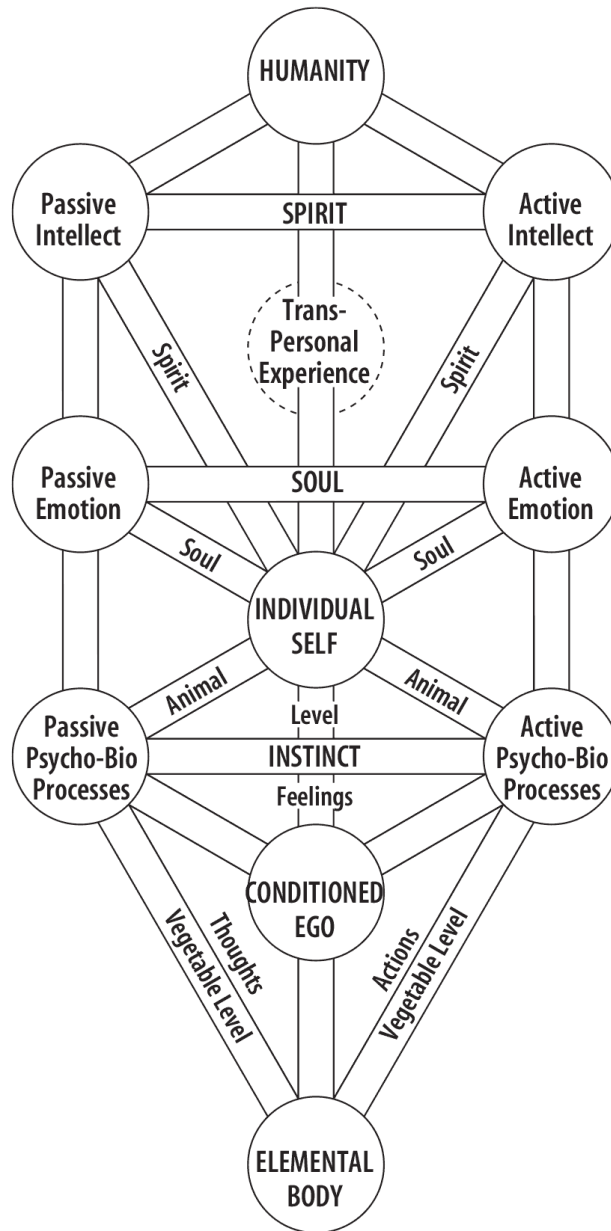 HUMANITY
Passive
Intellect
SPIRIT
Active
Intellect
Trans-
Personal
Experience
Spirit
Spirit
Passive
Emotion
SOUL
Active
Emotion
Soul
Soul
INDIVIDUAL
SELF
Animal
Animal
Level
Passive
Psycho-Bio
Processes
INSTINCT
Active
Psycho-Bio
Processes
Feelings
CONDITIONED
EGO
Thoughts
Vegetable Level
Actions
Vegetable Level
ELEMENTAL
BODY